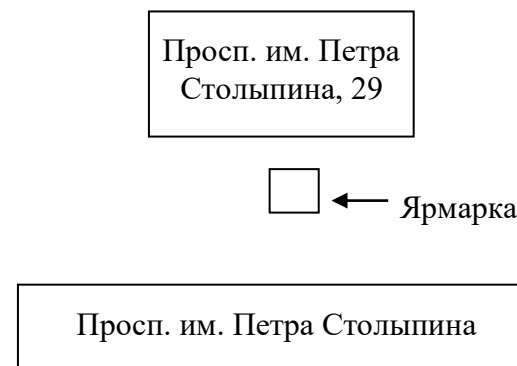 Просп. им. Петра
Столыпина, 29
Ярмарка
Просп. им. Петра Столыпина